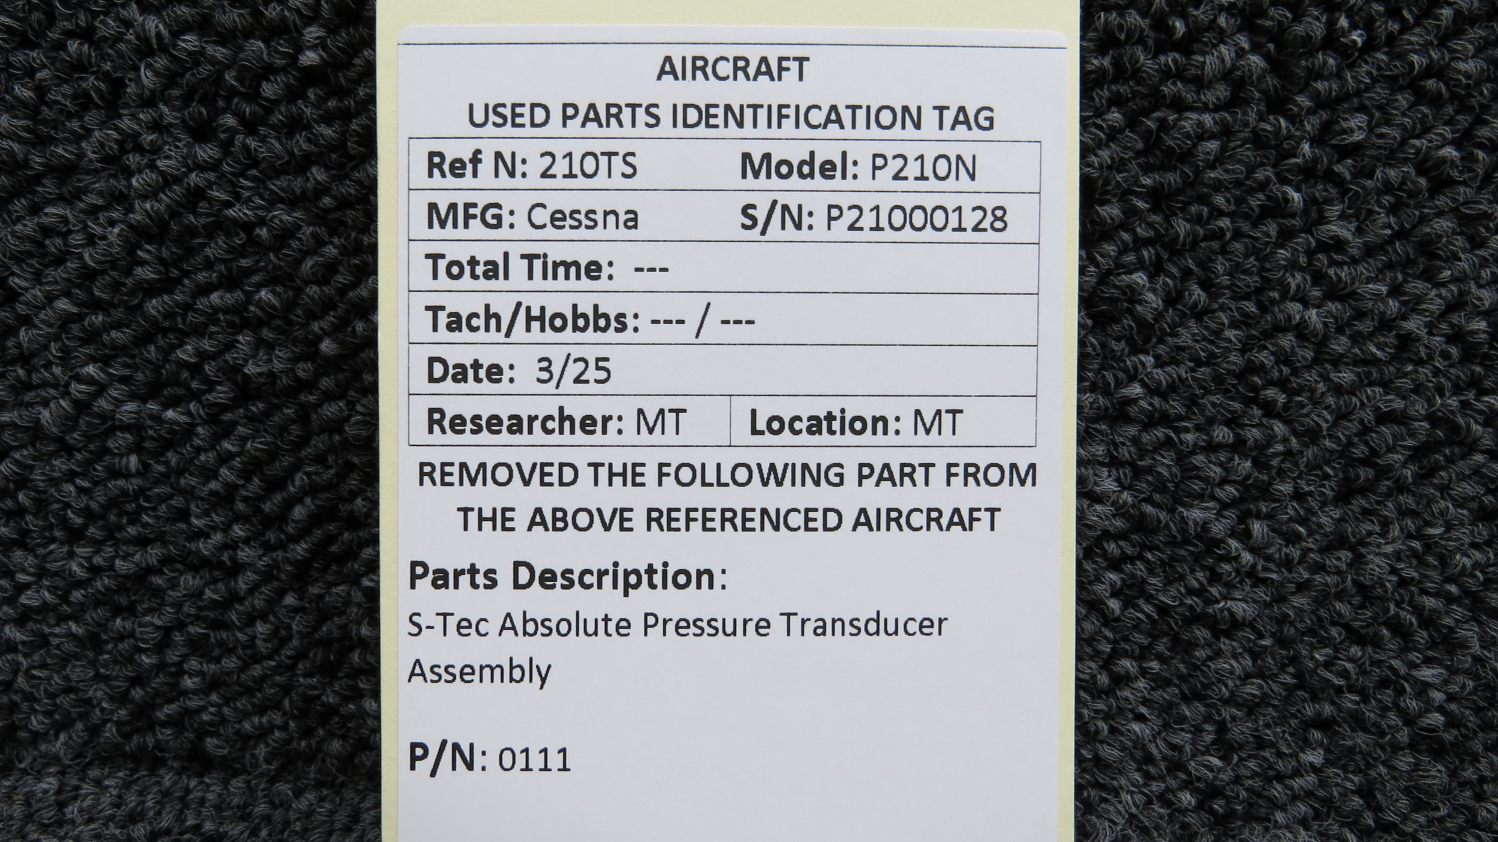 AIRCRAFT
USED PARTS IDENTIFICATION TAG
Ref N: 210TS Model: P210N
MFG: Cessna S/N: P21000128
Total Time: ---
Tach/Hobbs: --- / ---
Date: 3/25
Researcher: MT Location: MT
REMOVED THE FOLLOWING PART FROM
THE ABOVE REFERENCED AIRCRAFT
Parts Description:
S-Tec Absolute Pressure Transducer
Assembly
P/N: 0111